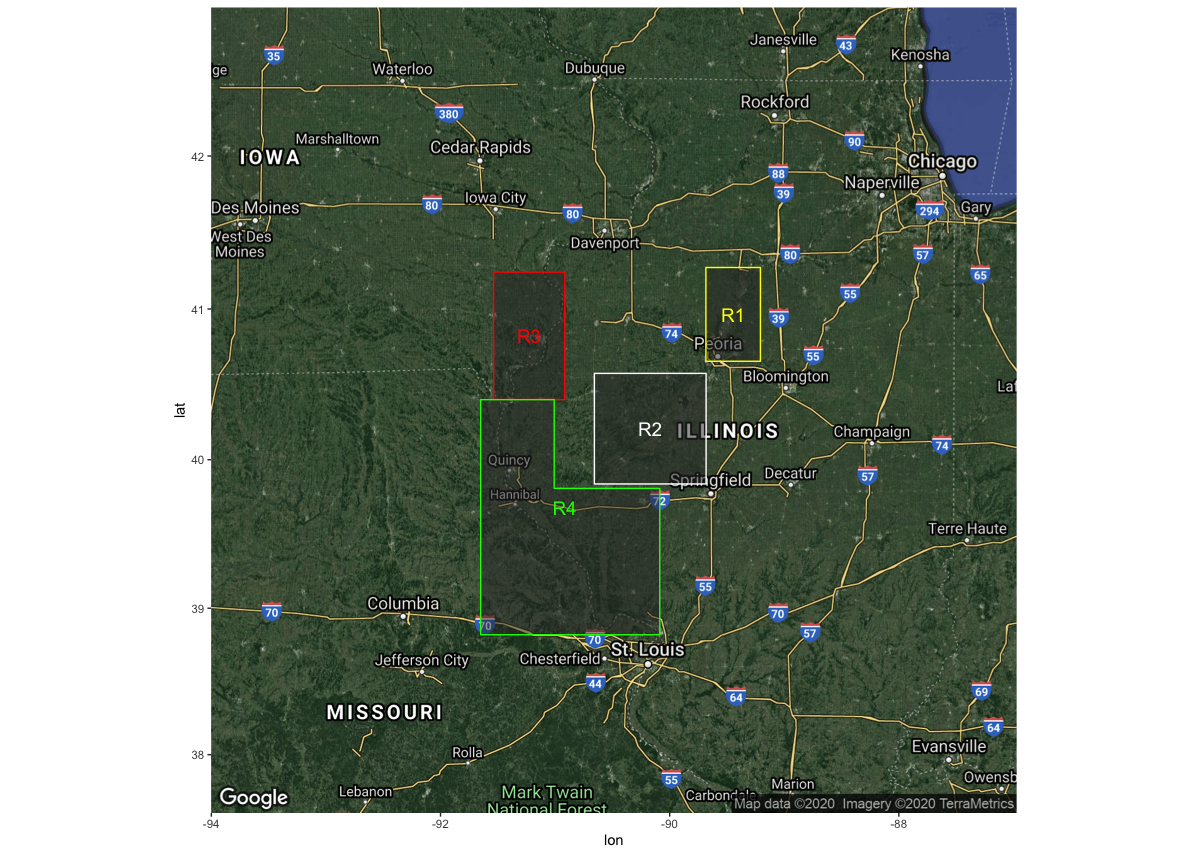 Janesville
43
35
Kenosha
ge
Waterloo
Dubuque
Rockford
380
Marshalltown
90
Cedar Rapids
42
IOWA
Chicago
88
Naperville
39
Iowa City
80
Des Moines
80
294
Gary
West Des
Moines
Davenport
80
57
65
55
41
R1
39
74
R3
Peoria
55
Bloomington
Laf
lat
R2
ILLINOIS
Champaign
74
40
Quincy
Springfield
Decatur
57
Hannibal
72
R4
Terre Haute
55
39
70
Columbia
70
70
57
70
St. Louis
Chesterfield
Jefferson City
44
69
64
MISSOURI
64
Evansville
38
Rolla
55
Marion
Owensb
Lebanon
Mark Twain
National Forest
Carbondale
Google
Map data ©2020 Imagery ©2020 TerraMetrics
-94
-92
-90
-88
lon